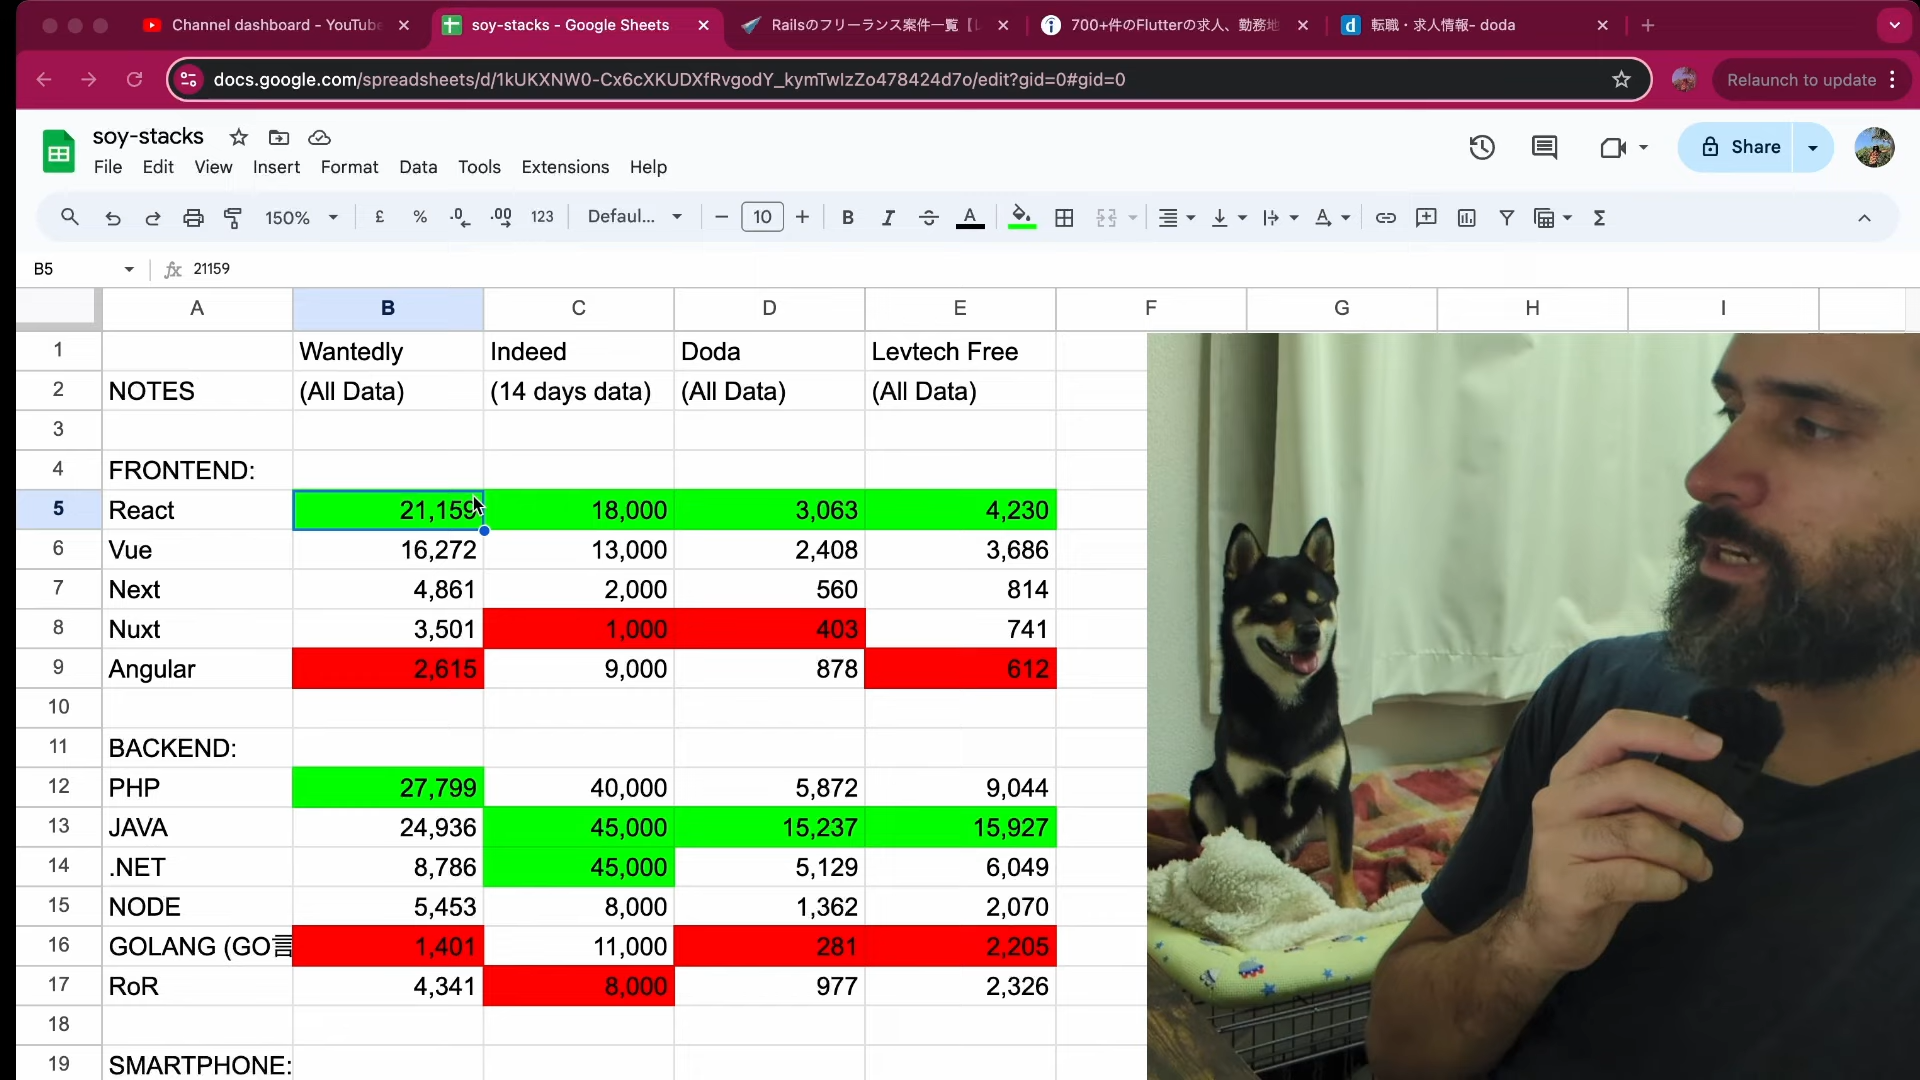 Channel dashboard - YouTube
soy-stacks - Google Sheets
Railsのフリーランス案件一覧
700+件のFlutterの求人、勤務地
転職・求人情報- doda
docs.google.com/spreadsheets/d/1kUKXNW0-Cx6cXKUDXfRvgodY_kymTwIzZo478424d7o/edit?gid=0#gid=0
Relaunch to update
soy-stacks
Share
File Edit View Insert Format Data Tools Extensions Help
150% £ % .0 .00 123 Defaul... 10 B I A
B5 fx 21159
A B C D E F G H I
1 Wantedly Indeed Doda Levtech Free
2 NOTES (All Data) (14 days data) (All Data) (All Data)
3
4 FRONTEND:
5 React 21,159 18,000 3,063 4,230
6 Vue 16,272 13,000 2,408 3,686
7 Next 4,861 2,000 560 814
8 Nuxt 3,501 1,000 403 741
9 Angular 2,615 9,000 878 612
10
11 BACKEND:
12 PHP 27,799 40,000 5,872 9,044
13 JAVA 24,936 45,000 15,237 15,927
14 .NET 8,786 45,000 5,129 6,049
15 NODE 5,453 8,000 1,362 2,070
16 GOLANG (GO言 1,401 11,000 281 2,205
17 RoR 4,341 8,000 977 2,326
18
19 SMARTPHONE: